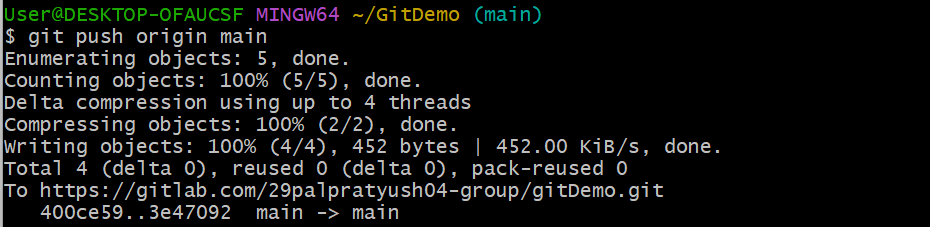 User@DESKTOP-OFAUCSF MINGW64 ~/GitDemo (main)
$ git push origin main
Enumerating objects: 5, done.
Counting objects: 100% (5/5), done.
Delta compression using up to 4 threads
Compressing objects: 100% (2/2), done.
Writing objects: 100% (4/4), 452 bytes | 452.00 KiB/s, done.
Total 4 (delta 0), reused 0 (delta 0), pack-reused 0
To https://gitlab.com/29palpratyush04-group/gitDemo.git
   400ce59..3e47092  main -> main